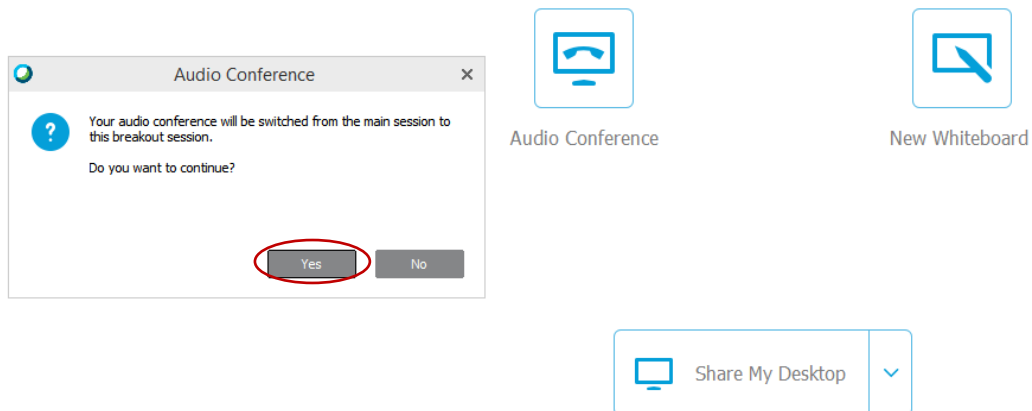 Audio Conference
Your audio conference will be switched from the main session to
this breakout session.
Do you want to continue?
Yes
No
Audio Conference
New Whiteboard
Share My Desktop